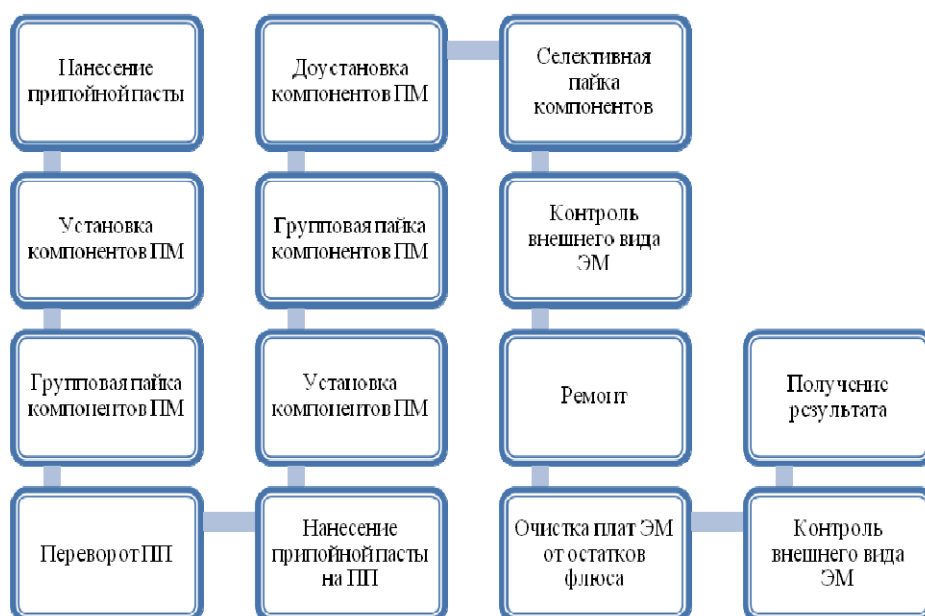 Нанесение
припойной пасты
Установка
компонентов ПМ
Групповая пайка
компонентов ПМ
Переворот ПП
Нанесение
припойной пасты
на ПП
Установка
компонентов ПМ
Групповая пайка
компонентов ПМ
Доустановка
компонентов ПМ
Селективная
пайка
компонентов
Контроль
внешнего вида
ЭМ
Ремонт
Очистка плат ЭМ
от остатков
флюса
Контроль
внешнего вида
ЭМ
Получение
результата